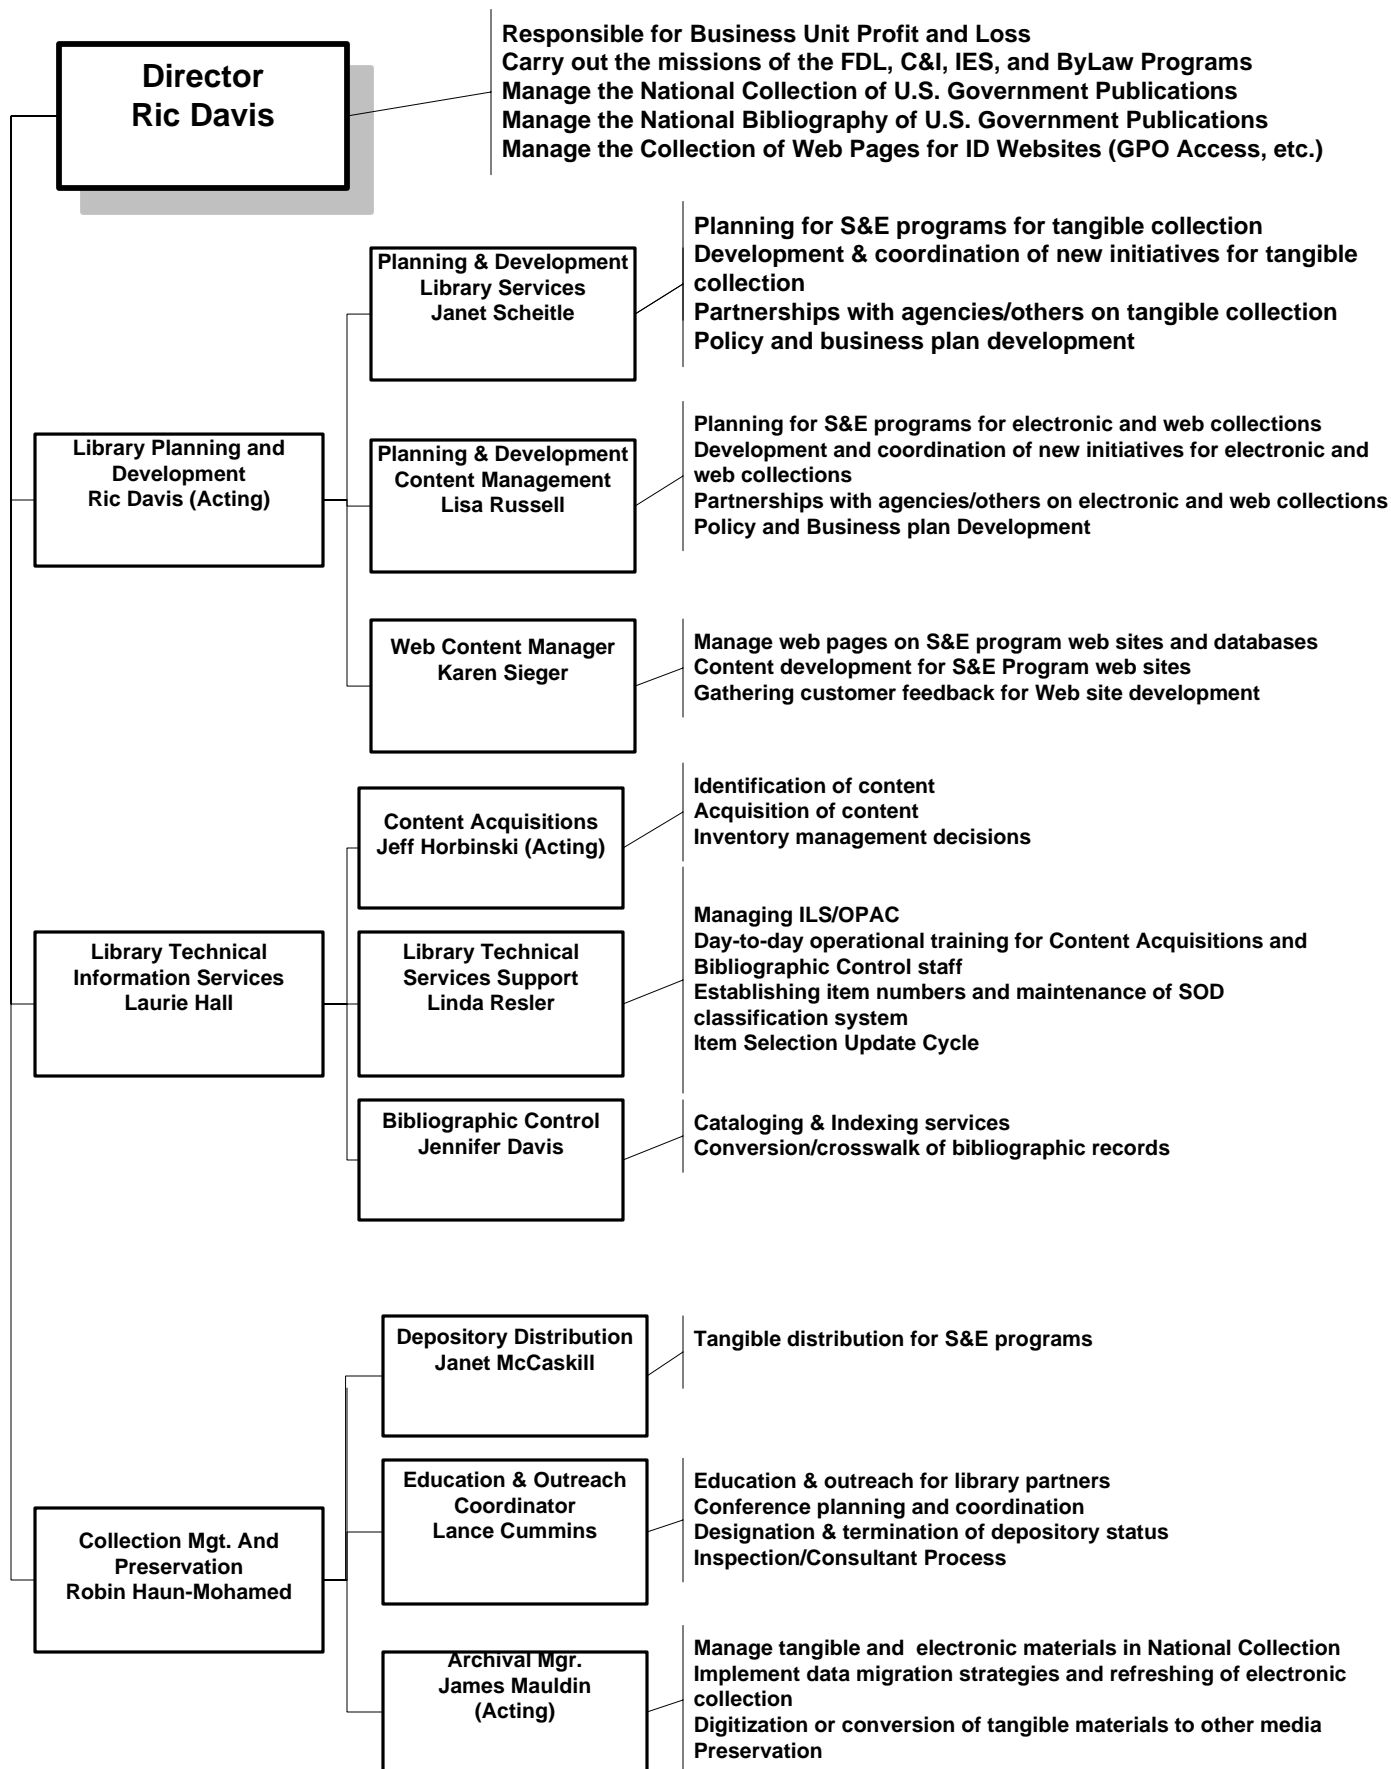 Director
Ric Davis
Responsible for Business Unit Profit and Loss
Carry out the missions of the FDL, C&I, IES, and ByLaw Programs
Manage the National Collection of U.S. Government Publications
Manage the National Bibliography of U.S. Government Publications
Manage the Collection of Web Pages for ID Websites (GPO Access, etc.)
Library Planning and
Development
Ric Davis (Acting)
Planning & Development
Library Services
Janet Scheitle
Planning for S&E programs for tangible collection
Development & coordination of new initiatives for tangible
collection
Partnerships with agencies/others on tangible collection
Policy and business plan development
Planning & Development
Content Management
Lisa Russell
Planning for S&E programs for electronic and web collections
Development and coordination of new initiatives for electronic and
web collections
Partnerships with agencies/others on electronic and web collections
Policy and Business plan Development
Web Content Manager
Karen Sieger
Manage web pages on S&E program web sites and databases
Content development for S&E Program web sites
Gathering customer feedback for Web site development
Library Technical
Information Services
Laurie Hall
Content Acquisitions
Jeff Horbinski (Acting)
Identification of content
Acquisition of content
Inventory management decisions
Library Technical
Services Support
Linda Resler
Managing ILS/OPAC
Day-to-day operational training for Content Acquisitions and
Bibliographic Control staff
Establishing item numbers and maintenance of SOD
classification system
Item Selection Update Cycle
Bibliographic Control
Jennifer Davis
Cataloging & Indexing services
Conversion/crosswalk of bibliographic records
Collection Mgt. And
Preservation
Robin Haun-Mohamed
Depository Distribution
Janet McCaskill
Tangible distribution for S&E programs
Education & Outreach
Coordinator
Lance Cummins
Education & outreach for library partners
Conference planning and coordination
Designation & termination of depository status
Inspection/Consultant Process
Archival Mgr.
James Mauldin
(Acting)
Manage tangible and electronic materials in National Collection
Implement data migration strategies and refreshing of electronic
collection
Digitization or conversion of tangible materials to other media
Preservation